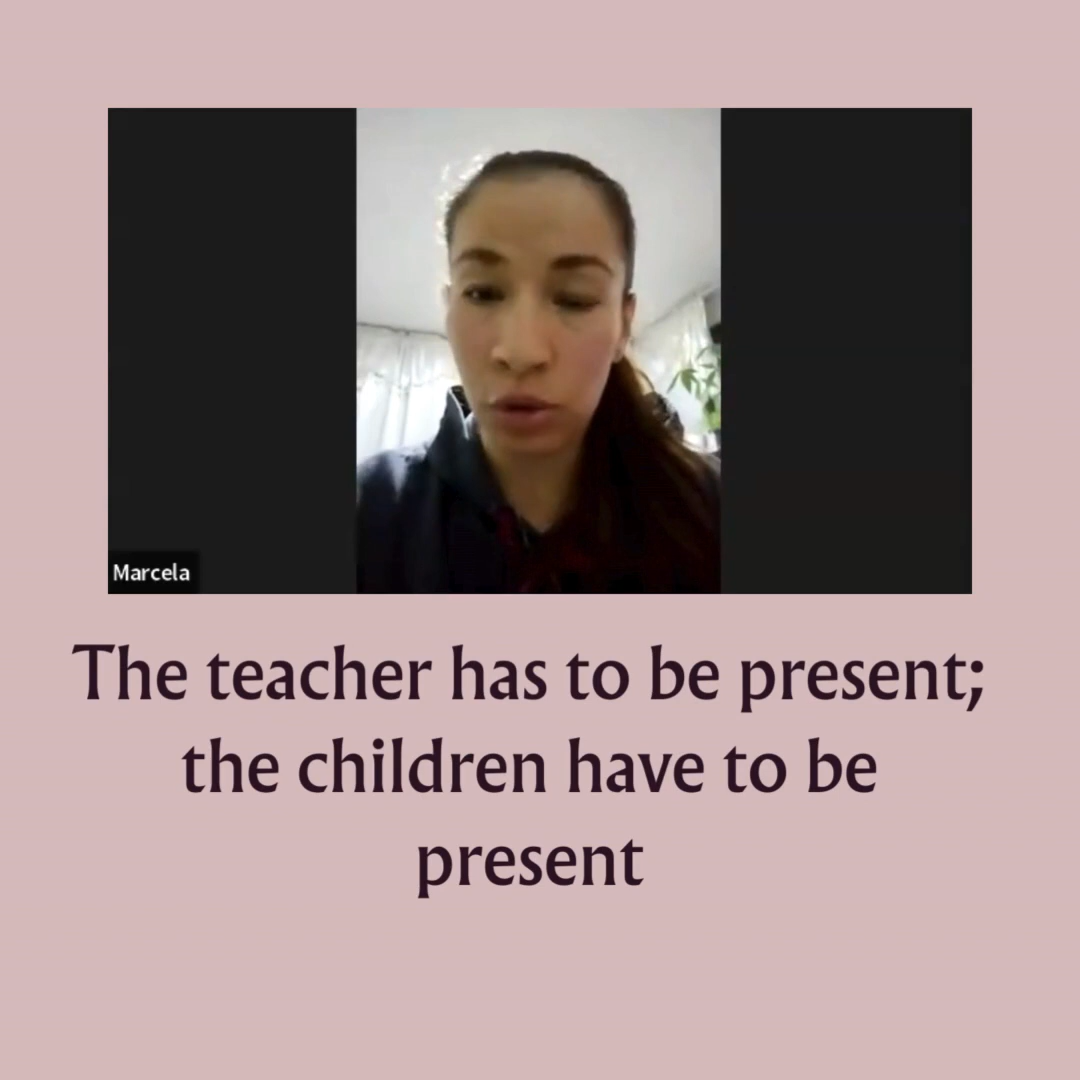 Marcela
The teacher has to be present;
the children have to be
present